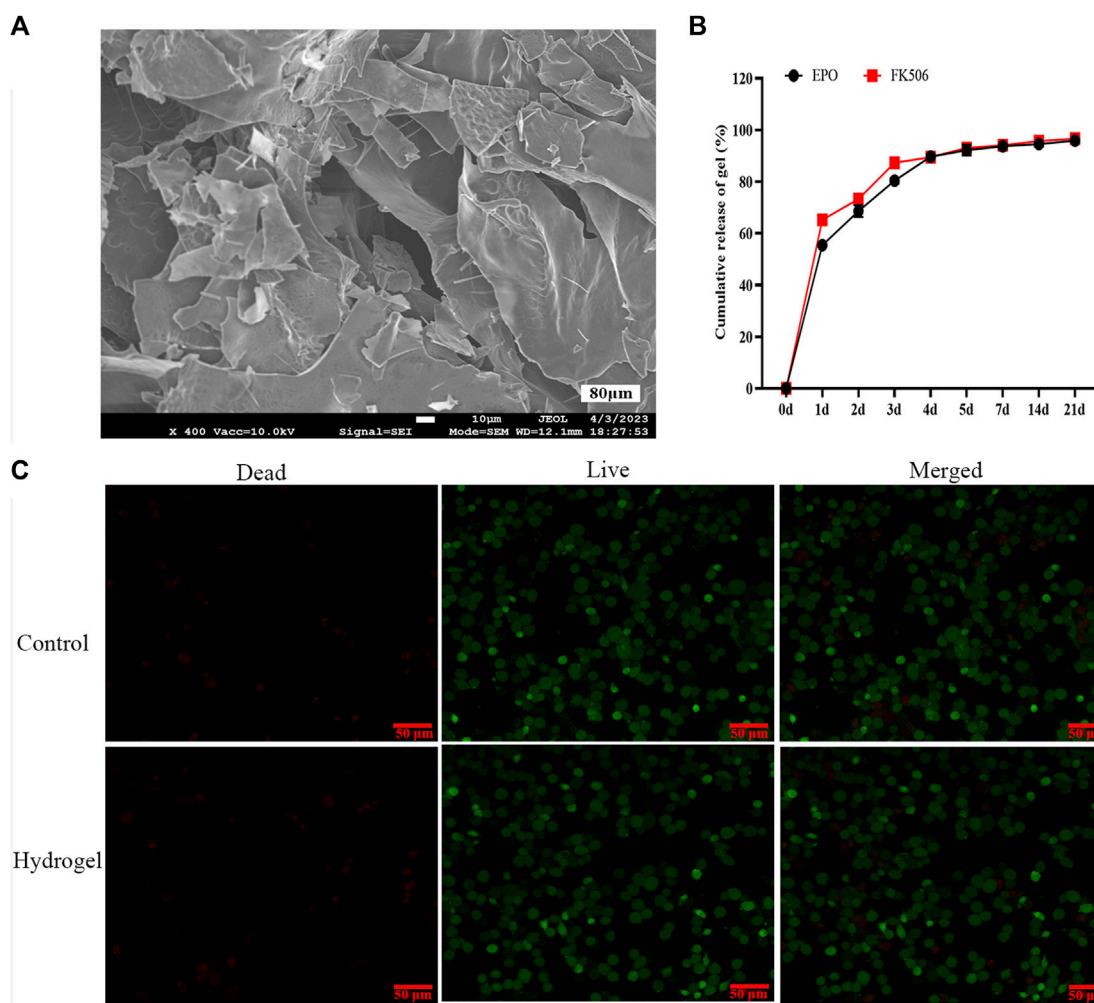 A
80μm
10μm JEOL 4/3/2023
X 400 Vacc=10.0kV Signal=SEI Mode=SEM WD=12.1mm 18:27:53
B
EPO FK506
120
100
80
60
40
20
0
Cumulative release of gel (%)
0d 1d 2d 3d 4d 5d 7d 14d 21d
C
Dead Live Merged
Control
50 μm 50 μm 50 μ
Hydrogel
50 μm 50 μm 50 μ